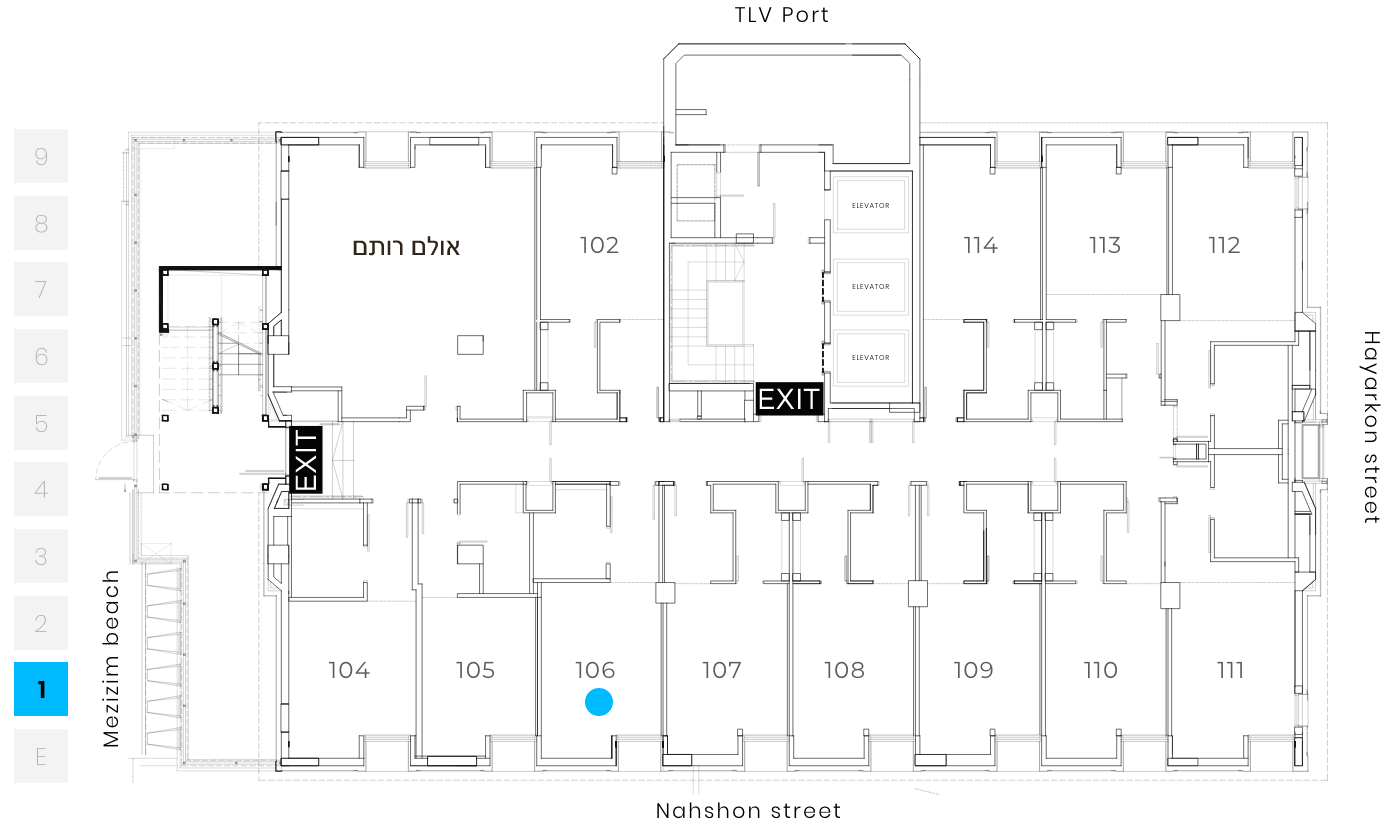 TLV Port
9
8
7
6
5
4
3
2
1
E
אולם רותם
102
ELEVATOR
ELEVATOR
ELEVATOR
114
113
112
EXIT
EXIT
Hayarkon street
Mezizim beach
104
105
106
107
108
109
110
111
Nahshon street